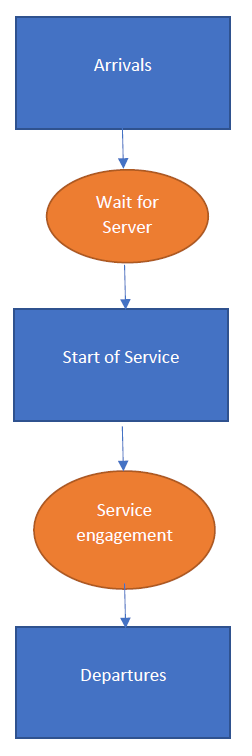 Arrivals
Wait for
Server
Start of Service
Service
engagement
Departures